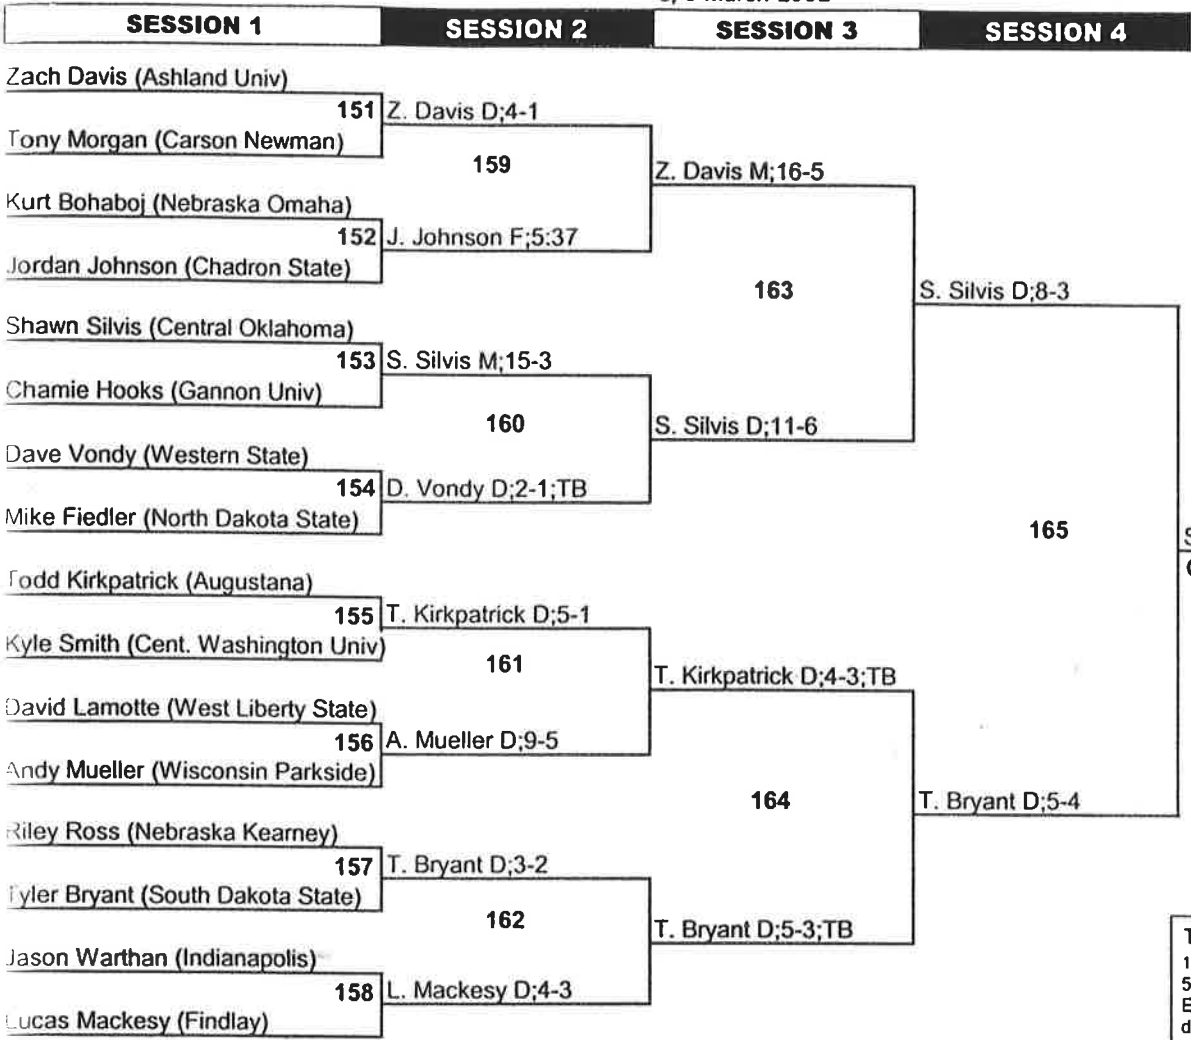 SESSION 1 SESSION 2 SESSION 3 SESSION 4
Zach Davis (Ashland Univ)
151 Z. Davis D;4-1
Tony Morgan (Carson Newman)
159
Z. Davis M;16-5
Kurt Bohaboj (Nebraska Omaha)
152 J. Johnson F;5:37
Jordan Johnson (Chadron State)
163
S. Silvis D;8-3
Shawn Silvis (Central Oklahoma)
153 S. Silvis M;15-3
Chamie Hooks (Gannon Univ)
160
S. Silvis D;11-6
Dave Vondy (Western State)
154 D. Vondy D;2-1;TB
Mike Fiedler (North Dakota State)
165
Todd Kirkpatrick (Augustana)
155 T. Kirkpatrick D;5-1
Kyle Smith (Cent. Washington Univ)
161
T. Kirkpatrick D;4-3;TB
David Lamotte (West Liberty State)
156 A. Mueller D;9-5
Andy Mueller (Wisconsin Parkside)
164
T. Bryant D;5-4
Riley Ross (Nebraska Kearney)
157 T. Bryant D;3-2
Tyler Bryant (South Dakota State)
162
T. Bryant D;5-3;TB
Jason Warthan (Indianapolis)
158 L. Mackesy D;4-3
Lucas Mackesy (Findlay)